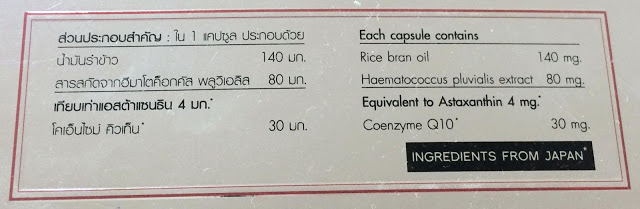 ส่วนประกอบสำคัญ : ใน 1 แคปซูล ประกอบด้วย
น้ำมันรำข้าว 140 มก.
สารสกัดจากฮีมาโตค็อกคัส พลูวิเอลิส 80 มก.
เทียบเท่าแอสต้าแซนธิน 4 มก.*
โคเอ็นไซม์ คิวเท็น* 30 มก.
Each capsule contains
Rice bran oil 140 mg.
Haematococcus pluvialis extract 80 mg.
Equivalent to Astaxanthin 4 mg.*
Coenzyme Q10* 30 mg.
INGREDIENTS FROM JAPAN*